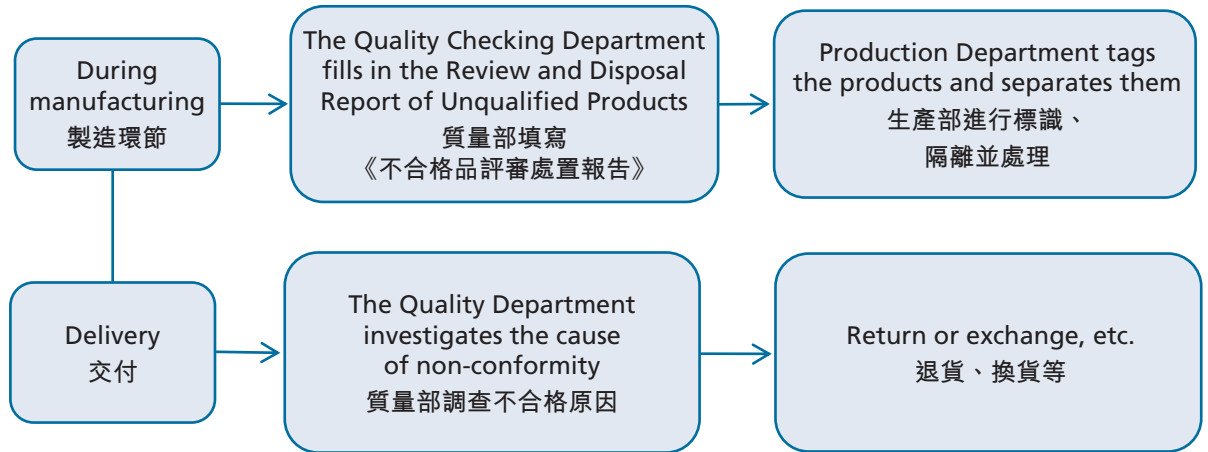 During
manufacturing
製造環節
The Quality Checking Department
fills in the Review and Disposal
Report of Unqualified Products
質量部填寫
《不合格品評審處置報告》
Production Department tags
the products and separates them
生產部進行標識、
隔離並處理
Delivery
交付
The Quality Department
investigates the cause
of non-conformity
質量部調查不合格原因
Return or exchange, etc.
退貨、換貨等